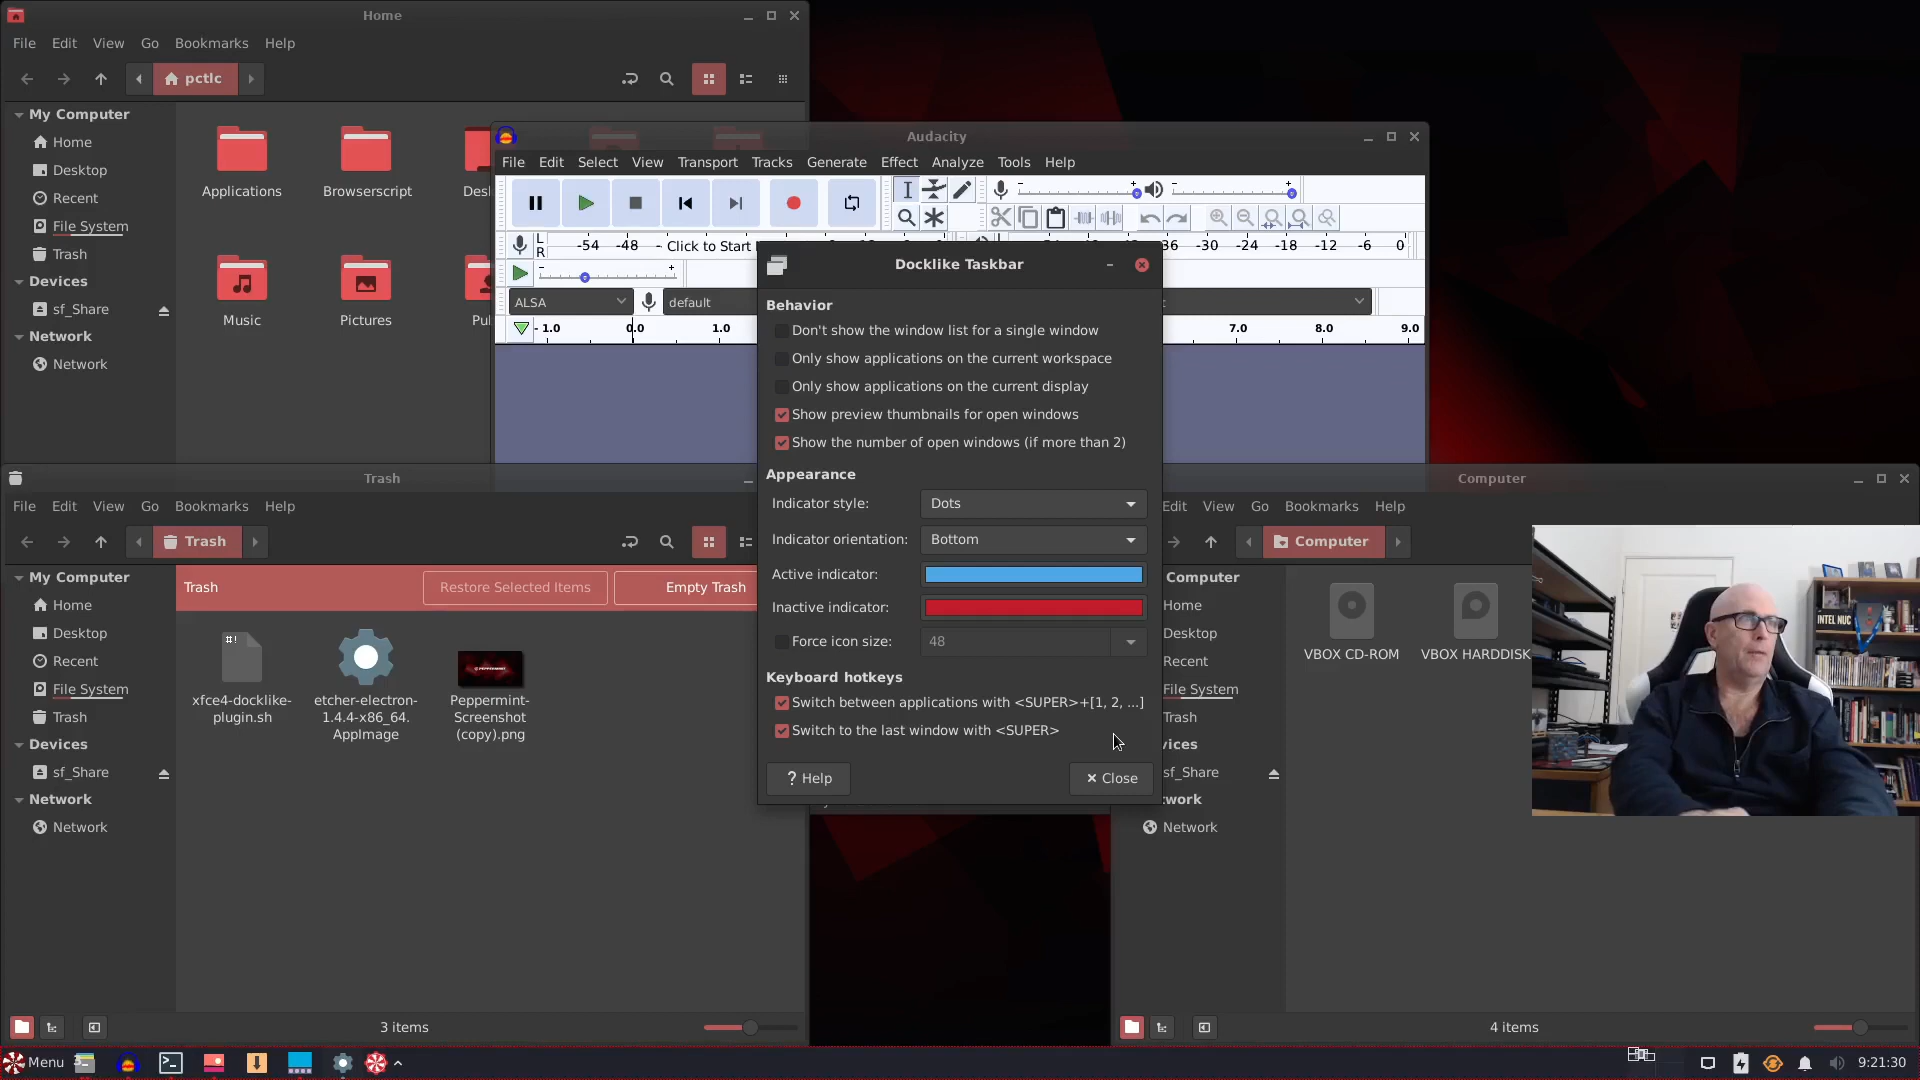 Home
File Edit View Go Bookmarks Help
pctlc
My Computer
Home
Desktop
Recent
File System
Trash
Devices
sf_Share
Network
Network
Applications
Browserscript
Music
Pictures
Audacity
File Edit Select View Transport Tracks Generate Effect Analyze Tools Help
L
R
-54 -48 Click to Start
-36 -30 -24 -18 -12 -6 0
ALSA
default
-1.0 0.0 1.0
7.0 8.0 9.0
Docklike Taskbar
Behavior
Don't show the window list for a single window
Only show applications on the current workspace
Only show applications on the current display
Show preview thumbnails for open windows
Show the number of open windows (if more than 2)
Appearance
Indicator style: Dots
Indicator orientation: Bottom
Active indicator:
Inactive indicator:
Force icon size: 48
Keyboard hotkeys
Switch between applications with <SUPER>+[1, 2, ...]
Switch to the last window with <SUPER>
? Help
Close
Trash
File Edit View Go Bookmarks Help
Trash
My Computer
Home
Desktop
Recent
File System
Trash
Devices
sf_Share
Network
Network
Trash
Restore Selected Items
Empty Trash
#!
xfce4-docklike-
plugin.sh
etcher-electron-
1.4.4-x86_64.
AppImage
Peppermint-
Screenshot
(copy).png
3 items
Computer
Edit View Go Bookmarks Help
Computer
Computer
Home
Desktop
Recent
File System
Trash
sf_Share
Network
VBOX CD-ROM
VBOX HARDDISK
INTEL NUC
4 items
Menu
3
9:21:30